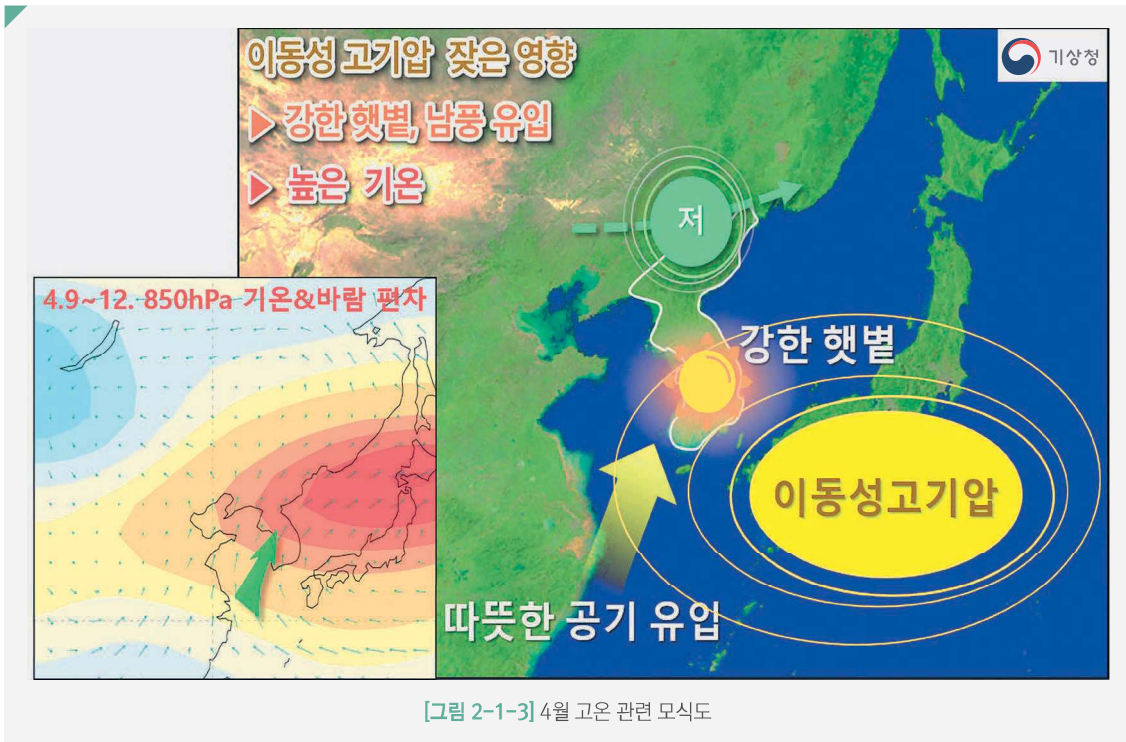 이동성 고기압 잦은 영향
▶ 강한 햇볕, 남풍 유입
▶ 높은 기온
기상청
저
4.9~12. 850hPa 기온&바람 편차
강한 햇볕
이동성고기압
따뜻한 공기 유입
[그림 2-1-3] 4월 고온 관련 모식도